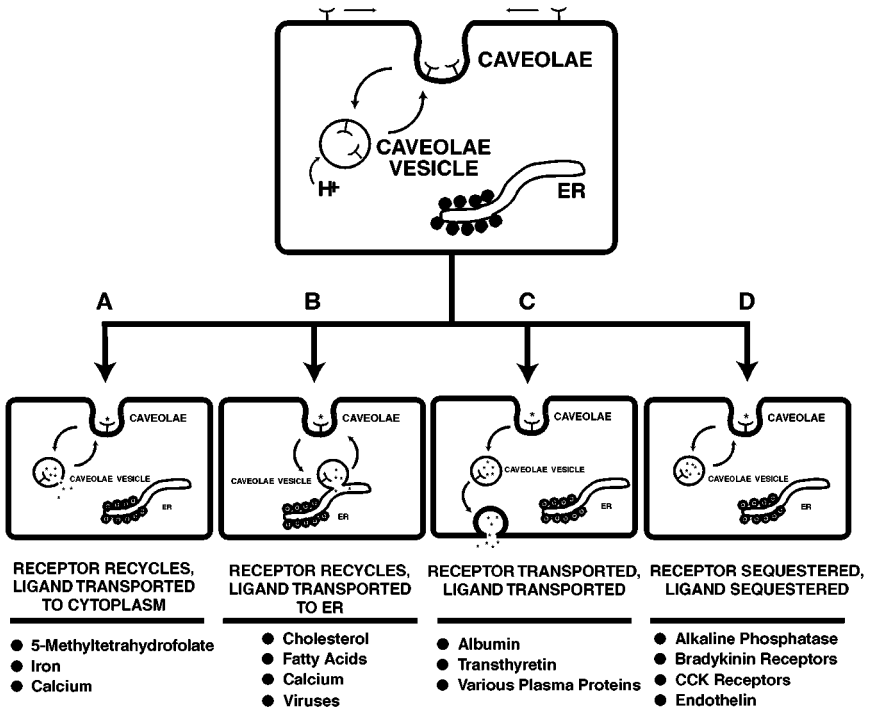 CAVEOLAE
CAVEOLAE
VESICLE
H+
ER
A
B
C
D
CAVEOLAE
CAVEOLAE VESICLE
ER
CAVEOLAE
CAVEOLAE VESICLE
ER
CAVEOLAE
CAVEOLAE VESICLE
ER
CAVEOLAE
CAVEOLAE VESICLE
ER
RECEPTOR RECYCLES,
LIGAND TRANSPORTED
TO CYTOPLASM
5-Methyltetrahydrofolate
Iron
Calcium
RECEPTOR RECYCLES,
LIGAND TRANSPORTED
TO ER
Cholesterol
Fatty Acids
Calcium
Viruses
RECEPTOR TRANSPORTED,
LIGAND TRANSPORTED
Albumin
Transthyretin
Various Plasma Proteins
RECEPTOR SEQUESTERED,
LIGAND SEQUESTERED
Alkaline Phosphatase
Bradykinin Receptors
CCK Receptors
Endothelin